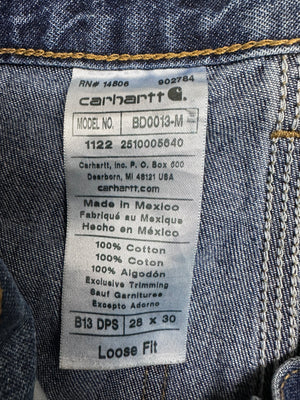 RN# 14806 902784
carhartt
MODEL NO. BD0013-M
1122 2510005640
Carhartt, Inc. P.O. Box 600
Dearborn, MI 48121 USA
carhartt.com
Made in Mexico
Fabriqué au Mexique
Hecho en México
100% Cotton
100% Coton
100% Algodón
Exclusive Trimming
Sauf Garnitures
Excepto Adorno
B13 DPS 28 x 30
Loose Fit